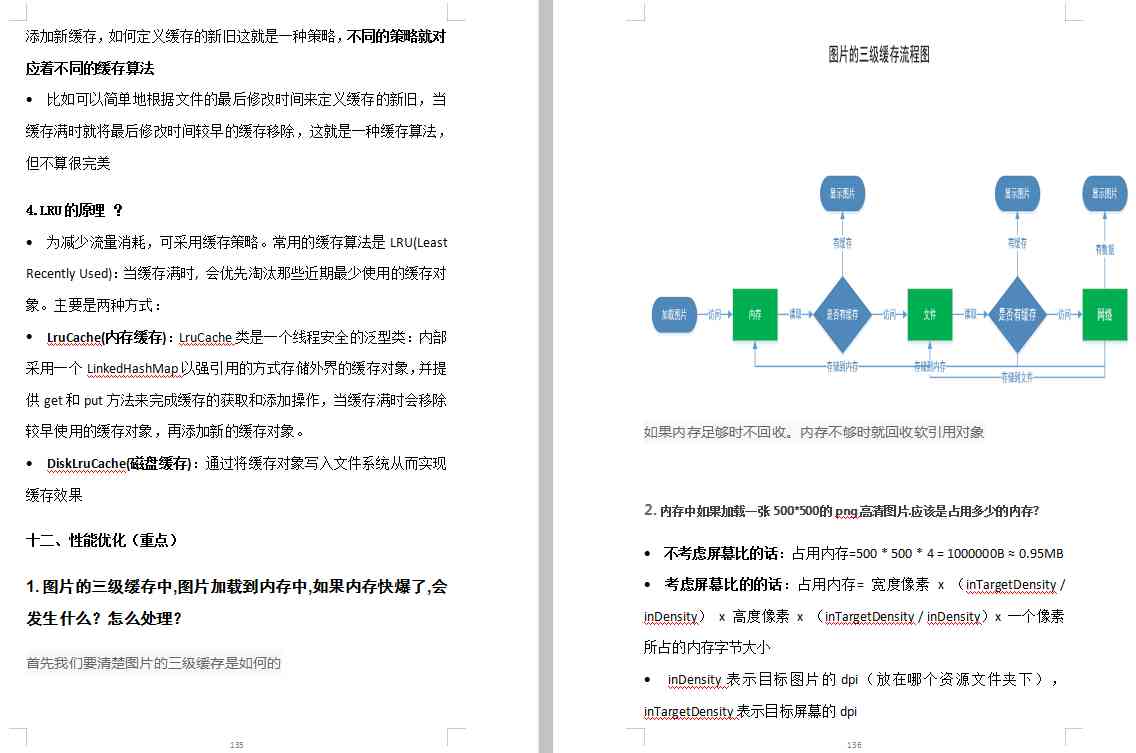 添加新缓存，如何定义缓存的新旧这就是一种策略，不同的策略就对
应着不同的缓存算法
• 比如可以简单地根据文件的最后修改时间来定义缓存的新旧，当
缓存满时就将最后修改时间较早的缓存移除，这就是一种缓存算法，
但不算很完美
4. LRU 的原理 ？
• 为减少流量消耗，可采用缓存策略。常用的缓存算法是 LRU(Least
Recently Used)：当缓存满时, 会优先淘汰那些近期最少使用的缓存对
象。主要是两种方式：
• LruCache(内存缓存)：LruCache 类是一个线程安全的泛型类：内部
采用一个 LinkedHashMap 以强引用的方式存储外界的缓存对象，并提
供 get 和 put 方法来完成缓存的获取和添加操作，当缓存满时会移除
较早使用的缓存对象，再添加新的缓存对象。
• DiskLruCache(磁盘缓存)：通过将缓存对象写入文件系统从而实现
缓存效果
十二、性能优化（重点）
1. 图片的三级缓存中,图片加载到内存中,如果内存快爆了,会
发生什么？怎么处理？
首先我们要清楚图片的三级缓存是如何的
135
图片的三级缓存流程图
显示图片
显示图片
显示图片
有缓存
有缓存
有数据
加载图片
访问
内存
读取
是否有缓存
访问
文件
读取
是否有缓存
访问
网络
存储到内存
存储到内存
存储到文件
如果内存足够时不回收。内存不够时就回收软引用对象
2. 内存中如果加载一张 500*500的 png高清图片.应该是占用多少的内存?
• 不考虑屏幕比的话：占用内存=500 * 500 * 4 = 1000000B ≈ 0.95MB
• 考虑屏幕比的的话：占用内存= 宽度像素 x （inTargetDensity /
inDensity） x 高度像素 x （inTargetDensity / inDensity）x 一个像素
所占的内存字节大小
• inDensity 表示目标图片的 dpi（放在哪个资源文件夹下），
inTargetDensity 表示目标屏幕的 dpi
136